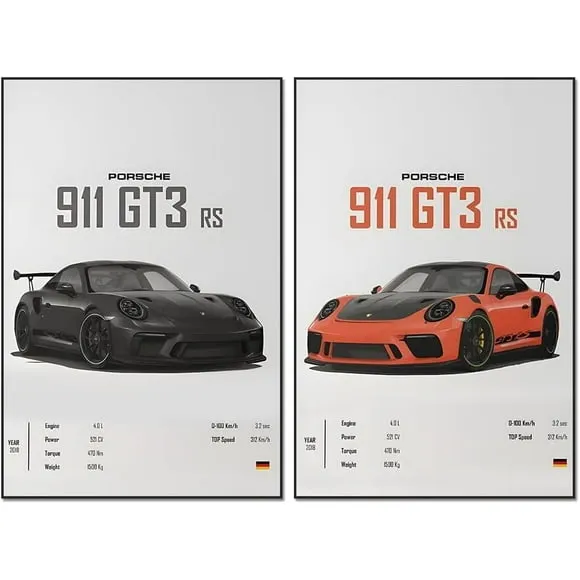 PORSCHE
911 GT3 RS
YEAR
2018
Engine 4.0 L
Power 521 CV
Torque 470 Nm
Weight 1500 Kg
0-100 Km/h 3.2 sec
TOP Speed 312 Km/h
PORSCHE
911 GT3 RS
GT3 RS
YEAR
2018
Engine 4.0 L
Power 521 CV
Torque 470 Nm
Weight 1500 Kg
0-100 Km/h 3.2 sec
TOP Speed 312 Km/h